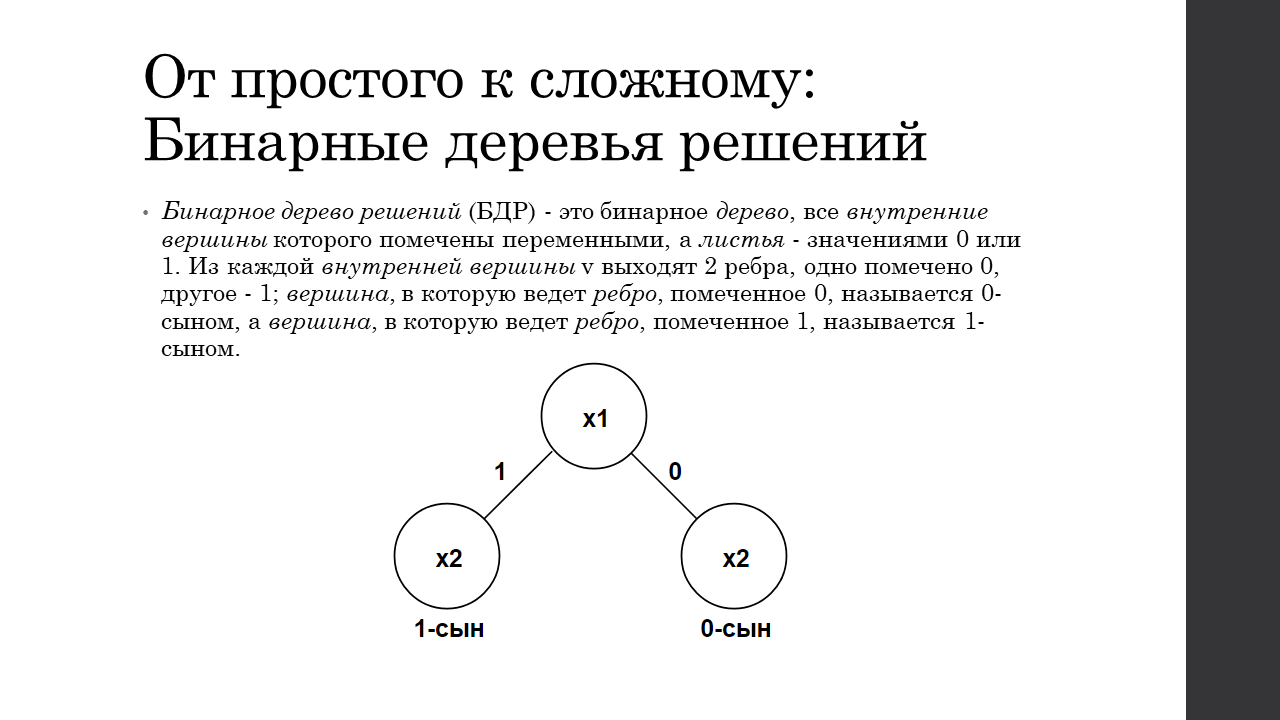 От простого к сложному:
Бинарные деревья решений
• Бинарное дерево решений (БДР) - это бинарное дерево, все внутренние
вершины которого помечены переменными, а листья - значениями 0 или
1. Из каждой внутренней вершины v выходят 2 ребра, одно помечено 0,
другое - 1; вершина, в которую ведет ребро, помеченное 0, называется 0-
сыном, а вершина, в которую ведет ребро, помеченное 1, называется 1-
сыном.
x1
1
0
x2
x2
1-сын
0-сын